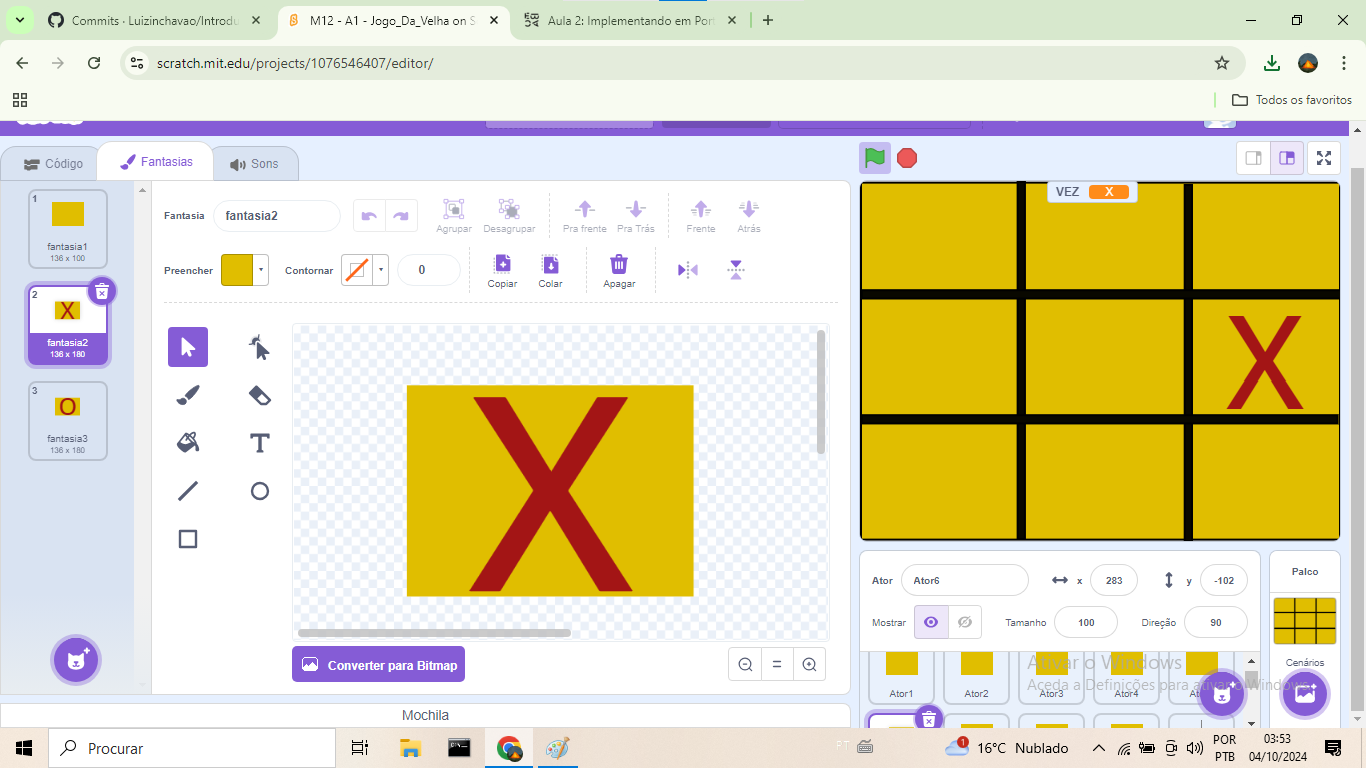 Commits · Luizinchavao/Introdu
M12 - A1 - Jogo_Da_Velha on S
Aula 2: Implementando em Port
scratch.mit.edu/projects/1076546407/editor/
Todos os favoritos
Código
Fantasias
Sons
1
fantasia1
136 x 100
2
X
fantasia2
136 x 180
3
O
fantasia3
136 x 180
Fantasia
fantasia2
Agrupar
Desagrupar
Pra frente
Pra Trás
Frente
Atrás
Preencher
Contornar
0
Copiar
Colar
Apagar
X
Converter para Bitmap
Mochila
VEZ X
X
Ator
Ator6
x
283
y
-102
Mostrar
Tamanho
100
Direção
90
Palco
Cenários
Ator1
Ator2
Ator3
Ator4
Ativar o Windows
Aceda a Definições para ativar o Windows.
Procurar
16°C Nublado
POR
PTB
03:53
04/10/2024